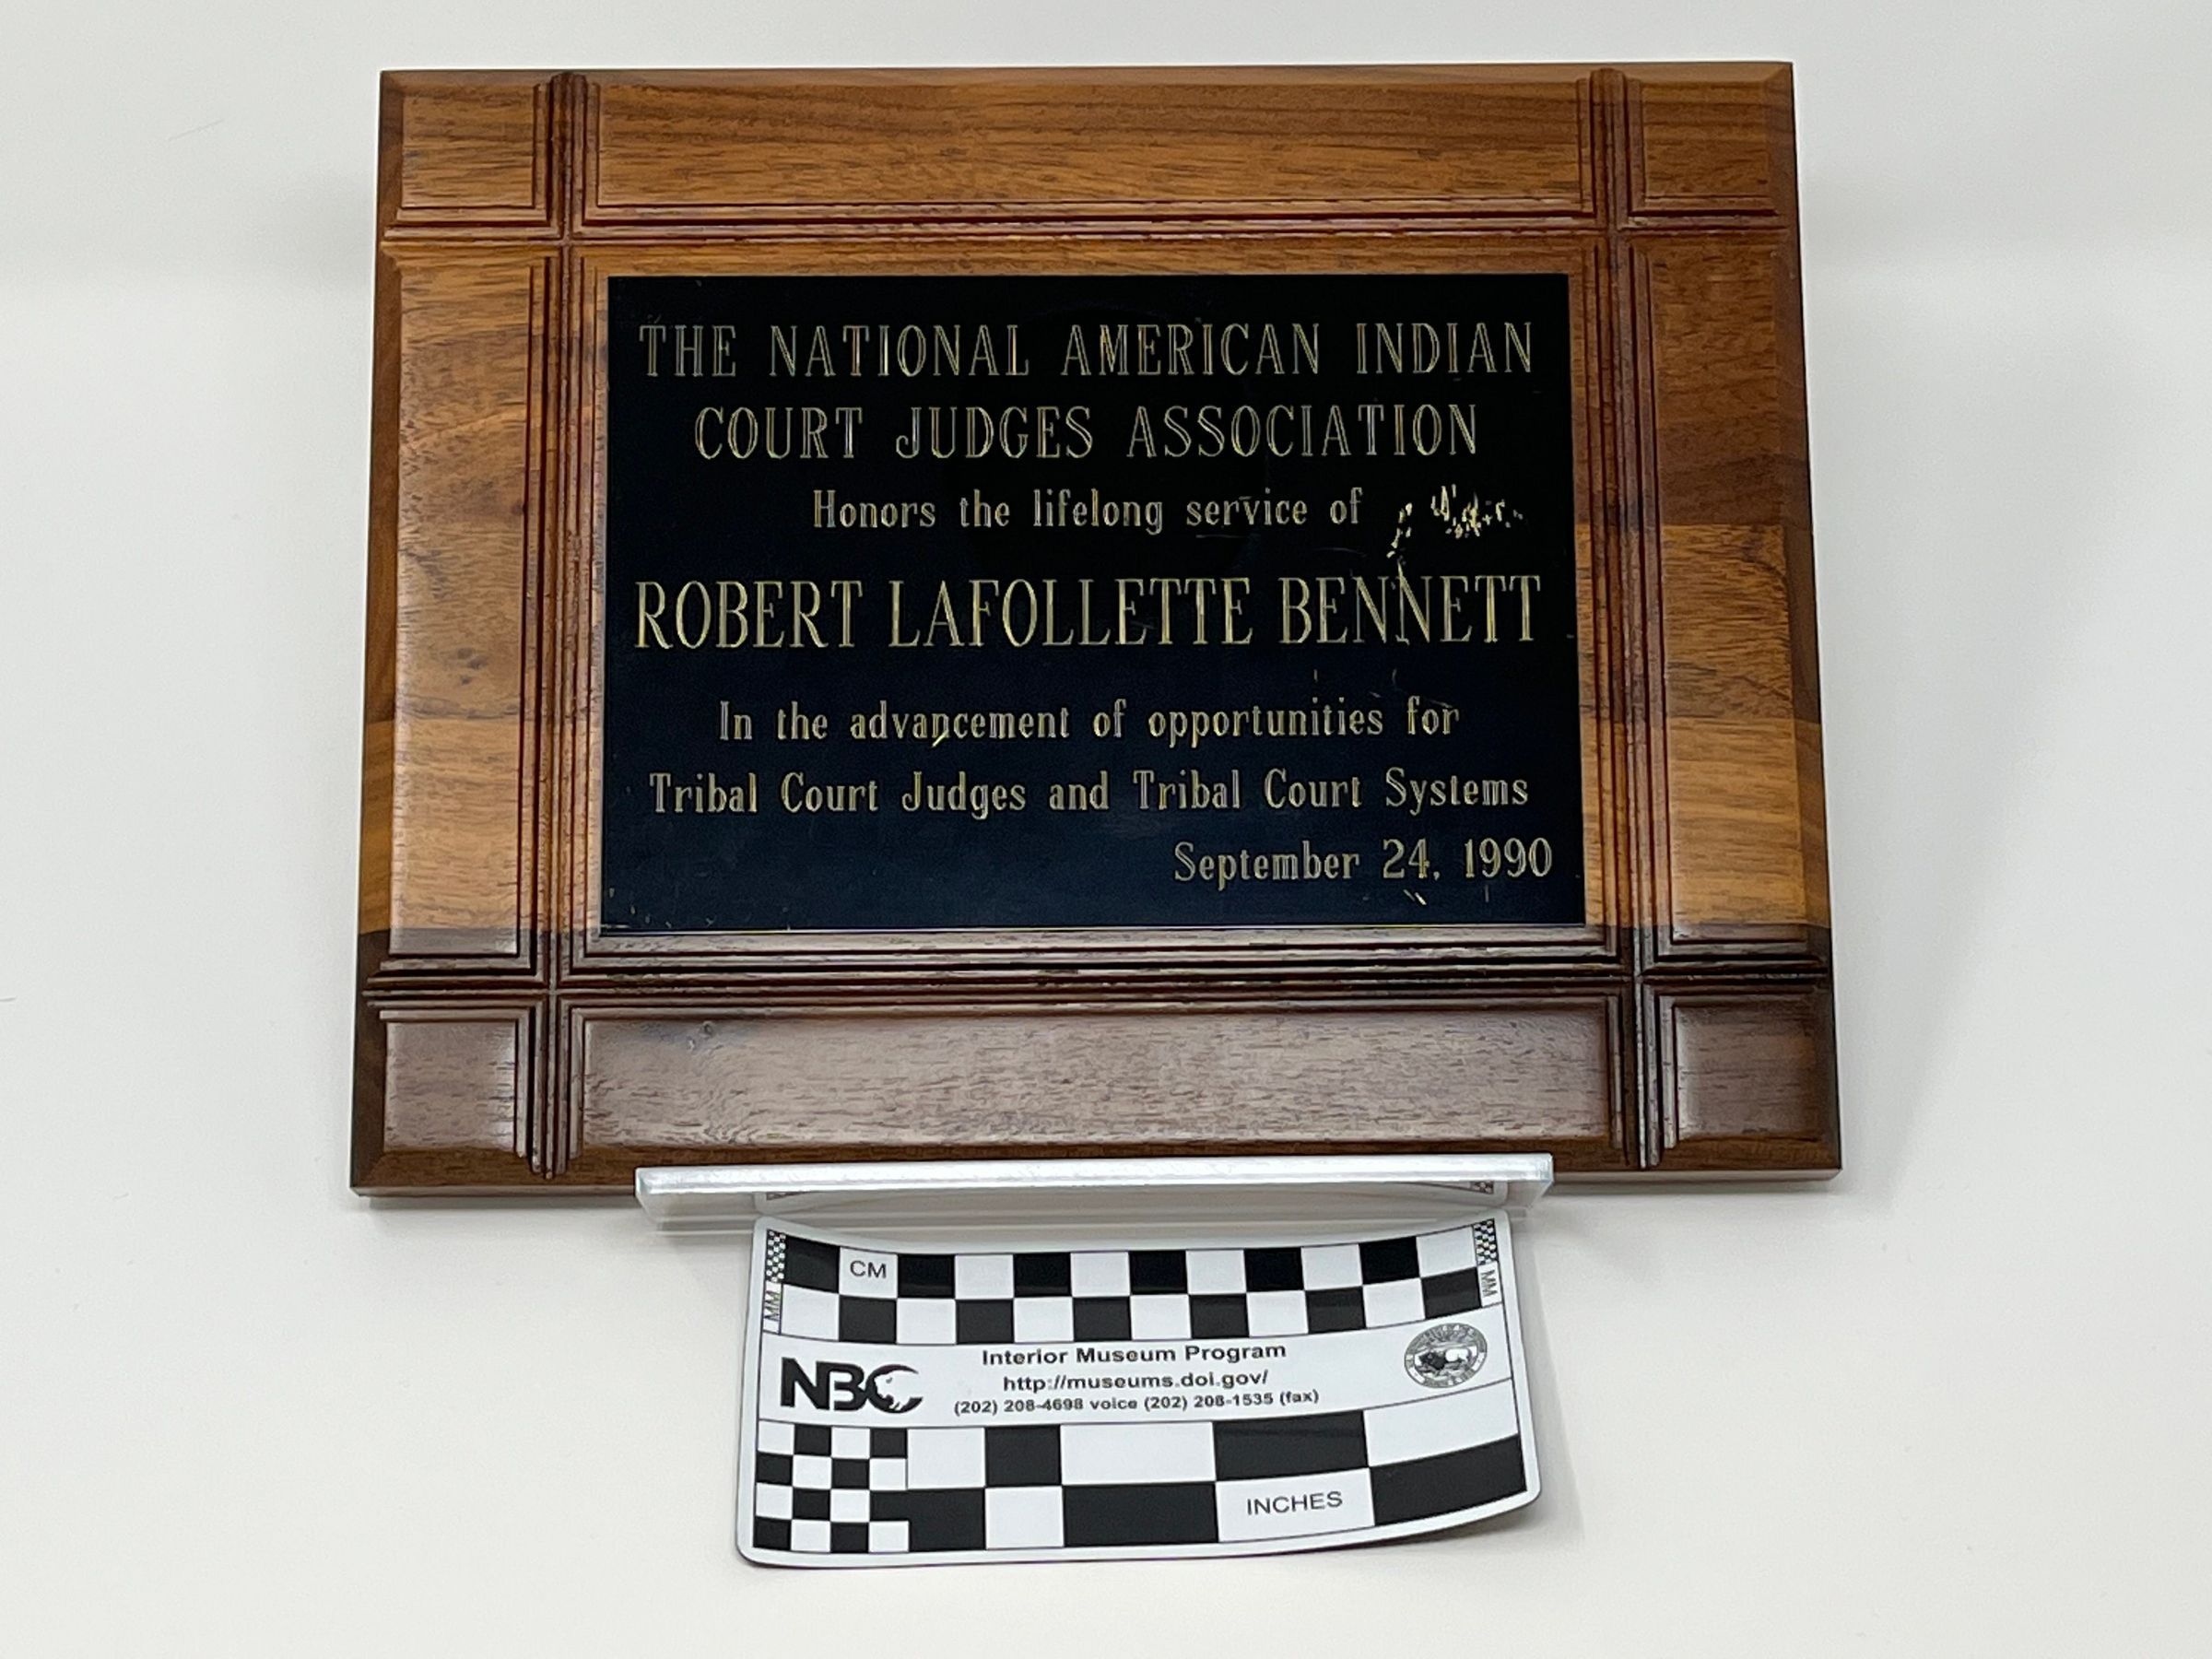 THE NATIONAL AMERICAN INDIAN
COURT JUDGES ASSOCIATION
Honors the lifelong service of
ROBERT LAFOLLETTE BENNETT
In the advancement of opportunities for
Tribal Court Judges and Tribal Court Systems
September 24, 1990
CM
MM
MM
NBC
Interior Museum Program
http://museums.doi.gov/
(202) 208-4698 voice (202) 208-1535 (fax)
INCHES